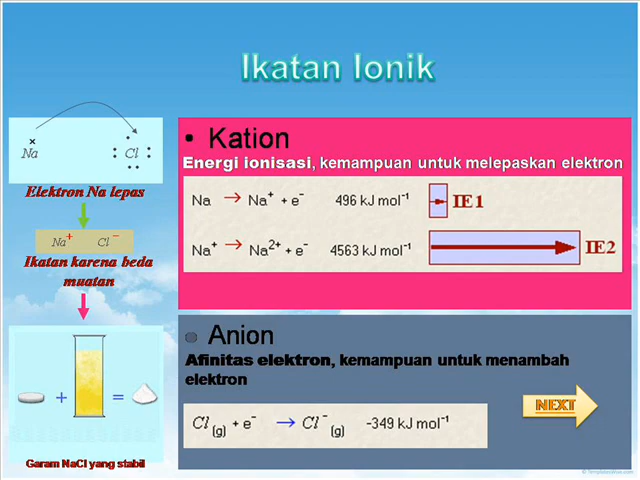 Ikatan Ionik
Na Cl
Elektron Na lepas
Na⁺ Cl⁻
Ikatan karena beda
muatan
+ =
Garam NaCl yang stabil
• Kation
Energi ionisasi, kemampuan untuk melepaskan elektron
Na → Na⁺ + e⁻ 496 kJ mol⁻¹ IE1
Na⁺ → Na²⁺ + e⁻ 4563 kJ mol⁻¹ IE2
Anion
Afinitas elektron, kemampuan untuk menambah
elektron
Cl(g) + e⁻ → Cl⁻(g) -349 kJ mol⁻¹
NEXT